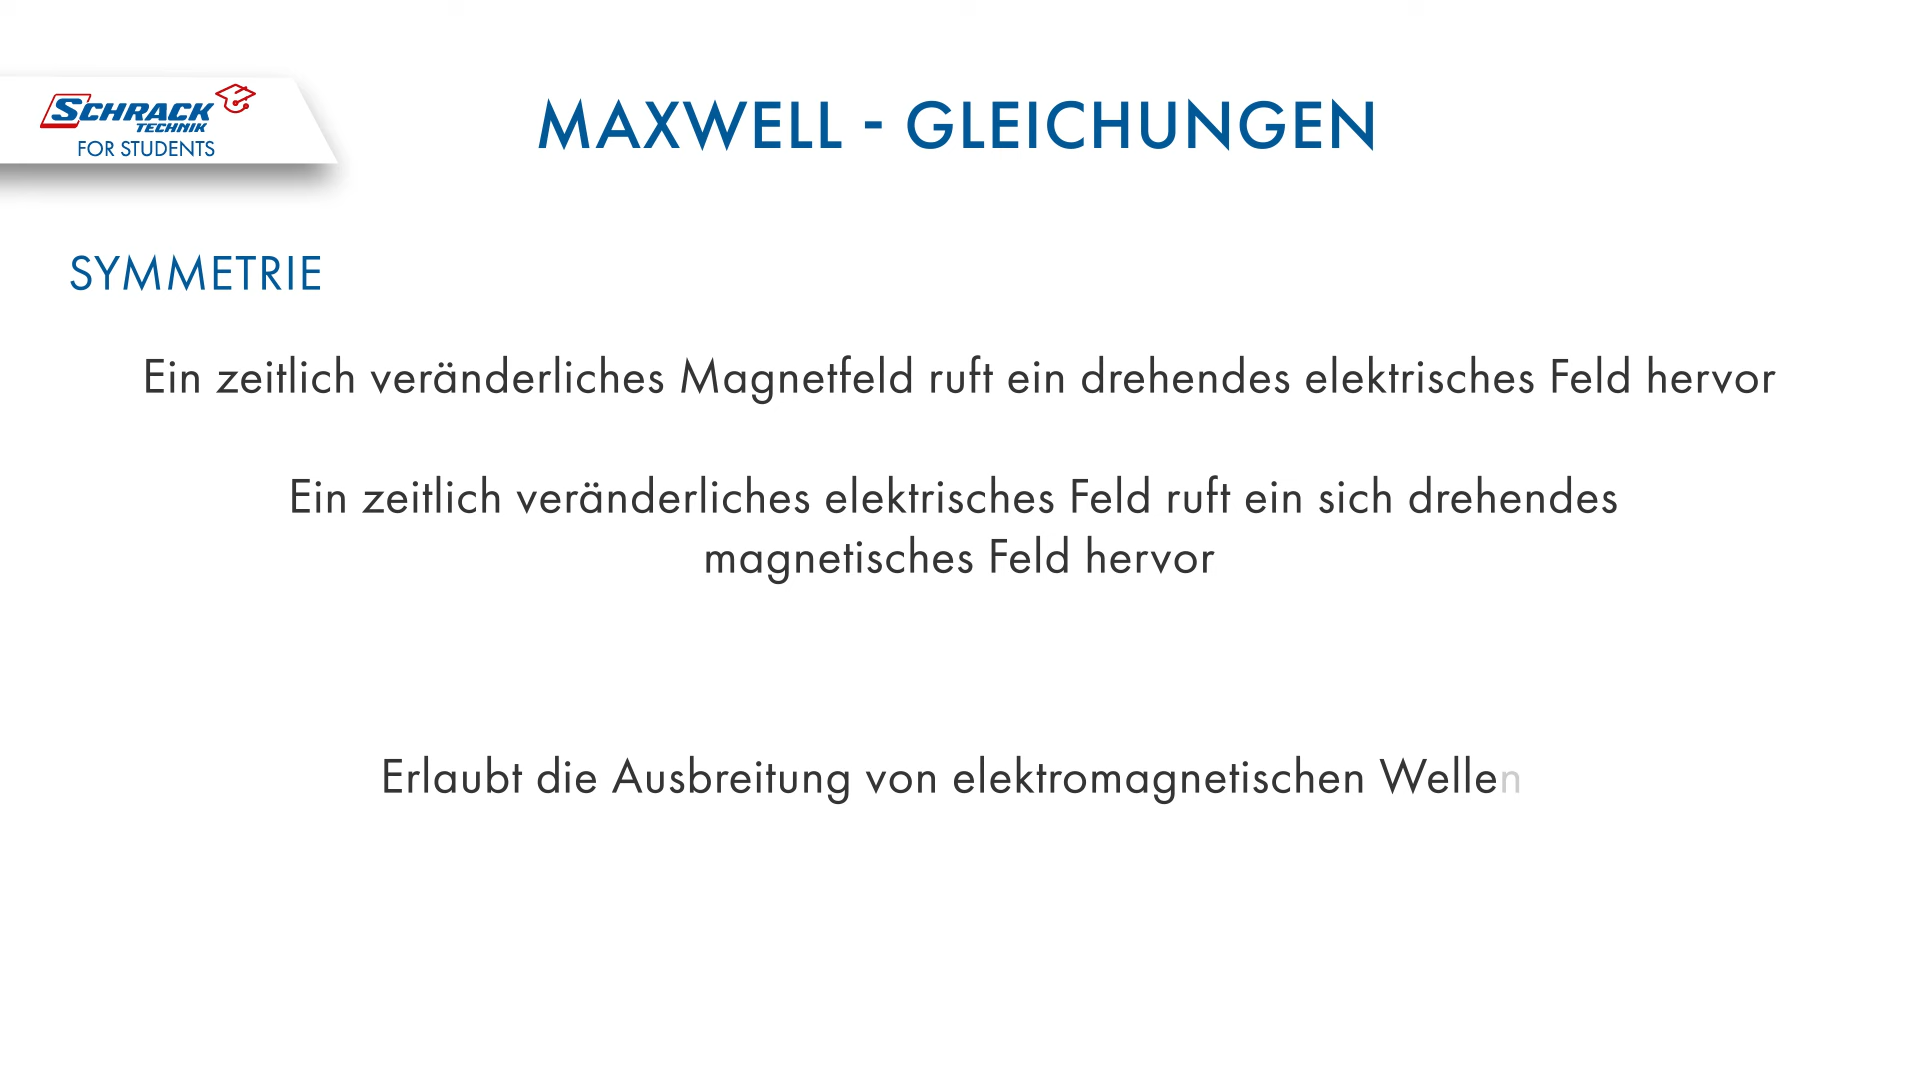 SCHRACK
TECHNIK
FOR STUDENTS
MAXWELL - GLEICHUNGEN
SYMMETRIE
Ein zeitlich veränderliches Magnetfeld ruft ein drehendes elektrisches Feld hervor
Ein zeitlich veränderliches elektrisches Feld ruft ein sich drehendes
magnetisches Feld hervor
Erlaubt die Ausbreitung von elektromagnetischen Wellen